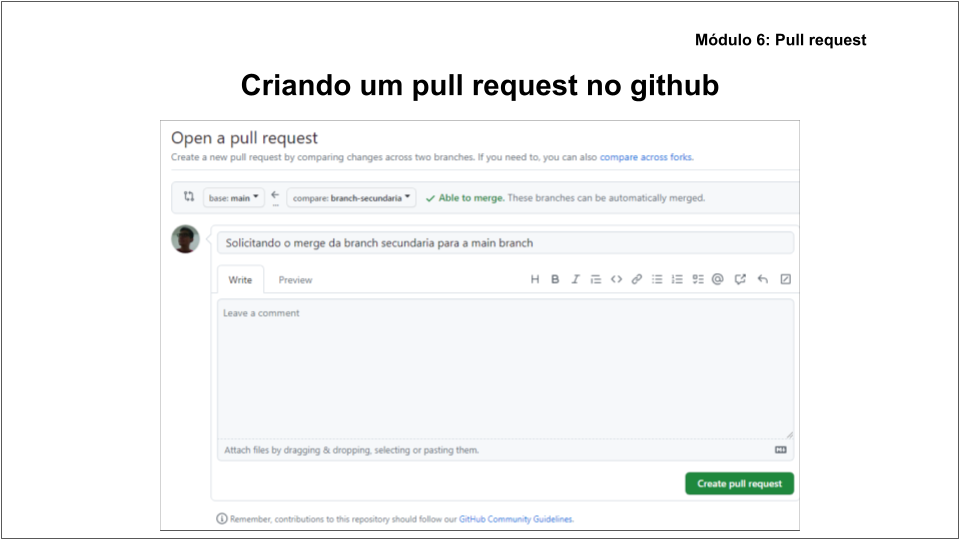 Módulo 6: Pull request
Criando um pull request no github
Open a pull request
Create a new pull request by comparing changes across two branches. If you need to, you can also compare across forks.
base: main
compare: branch-secundaria
Able to merge. These branches can be automatically merged.
Solicitando o merge da branch secundaria para a main branch
Write
Preview
Leave a comment
Attach files by dragging & dropping, selecting or pasting them.
Create pull request
Remember, contributions to this repository should follow our GitHub Community Guidelines.